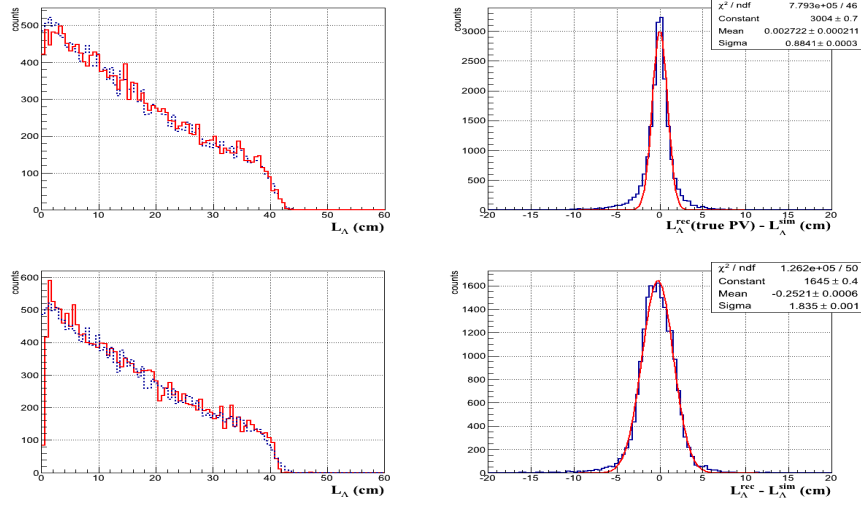 counts
500
400
300
200
100
0
0 10 20 30 40 50 60
L_Λ (cm)
counts
3000
2500
2000
1500
1000
500
0
-20 -15 -10 -5 0 5 10 15 20
L_Λ^rec(true PV) - L_Λ^sim (cm)
χ² / ndf 7.793e+05 / 46
Constant 3004 ± 0.7
Mean 0.002722 ± 0.000211
Sigma 0.8841 ± 0.0003
counts
600
500
400
300
200
100
0
0 10 20 30 40 50 60
L_Λ (cm)
counts
1600
1400
1200
1000
800
600
400
200
0
-20 -15 -10 -5 0 5 10 15 20
L_Λ^rec - L_Λ^sim (cm)
χ² / ndf 1.262e+05 / 50
Constant 1645 ± 0.4
Mean -0.2521 ± 0.0006
Sigma 1.835 ± 0.001